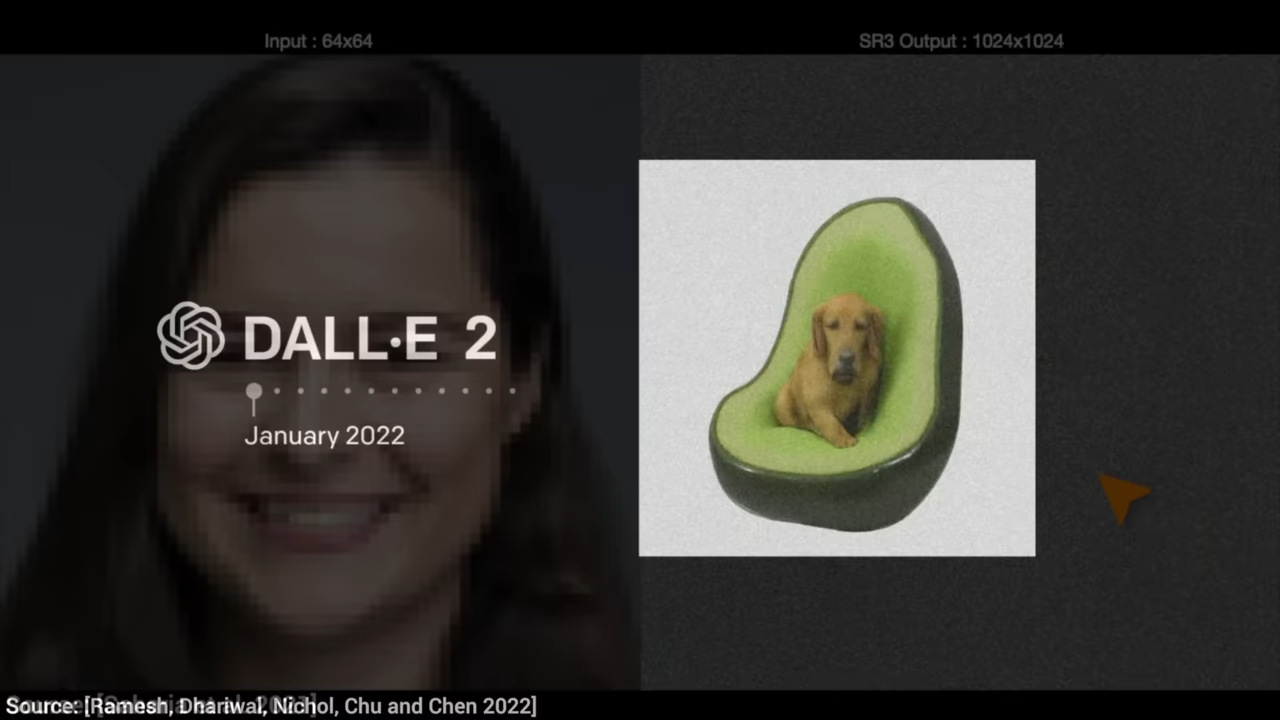 Input : 64x64
SR3 Output : 1024x1024
DALL·E 2
January 2022
Source: [Ramesh, Dhariwal, Nichol, Chu and Chen 2022]